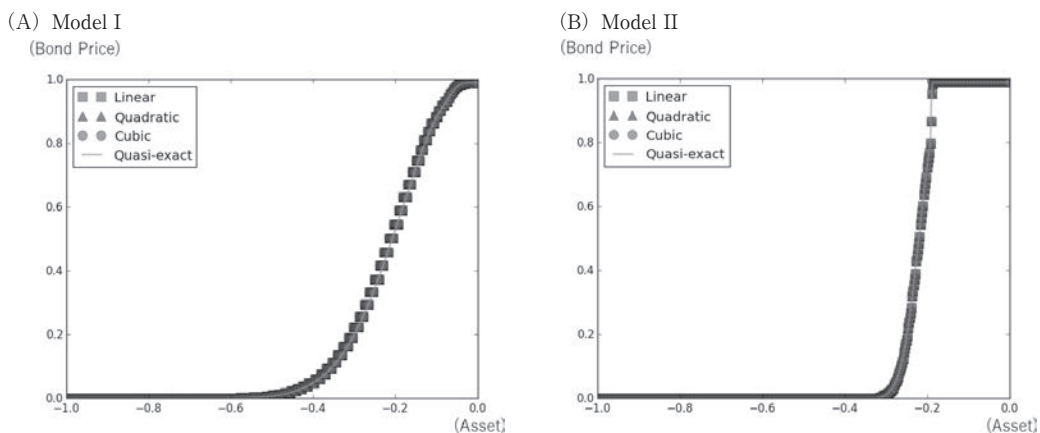 (A) Model I
(Bond Price)
1.0
0.8
0.6
0.4
0.2
0.0
Linear
Quadratic
Cubic
Quasi-exact
−1.0 −0.8 −0.6 −0.4 −0.2 0.0
(Asset)
(B) Model II
(Bond Price)
1.0
0.8
0.6
0.4
0.2
0.0
Linear
Quadratic
Cubic
Quasi-exact
−1.0 −0.8 −0.6 −0.4 −0.2 0.0
(Asset)